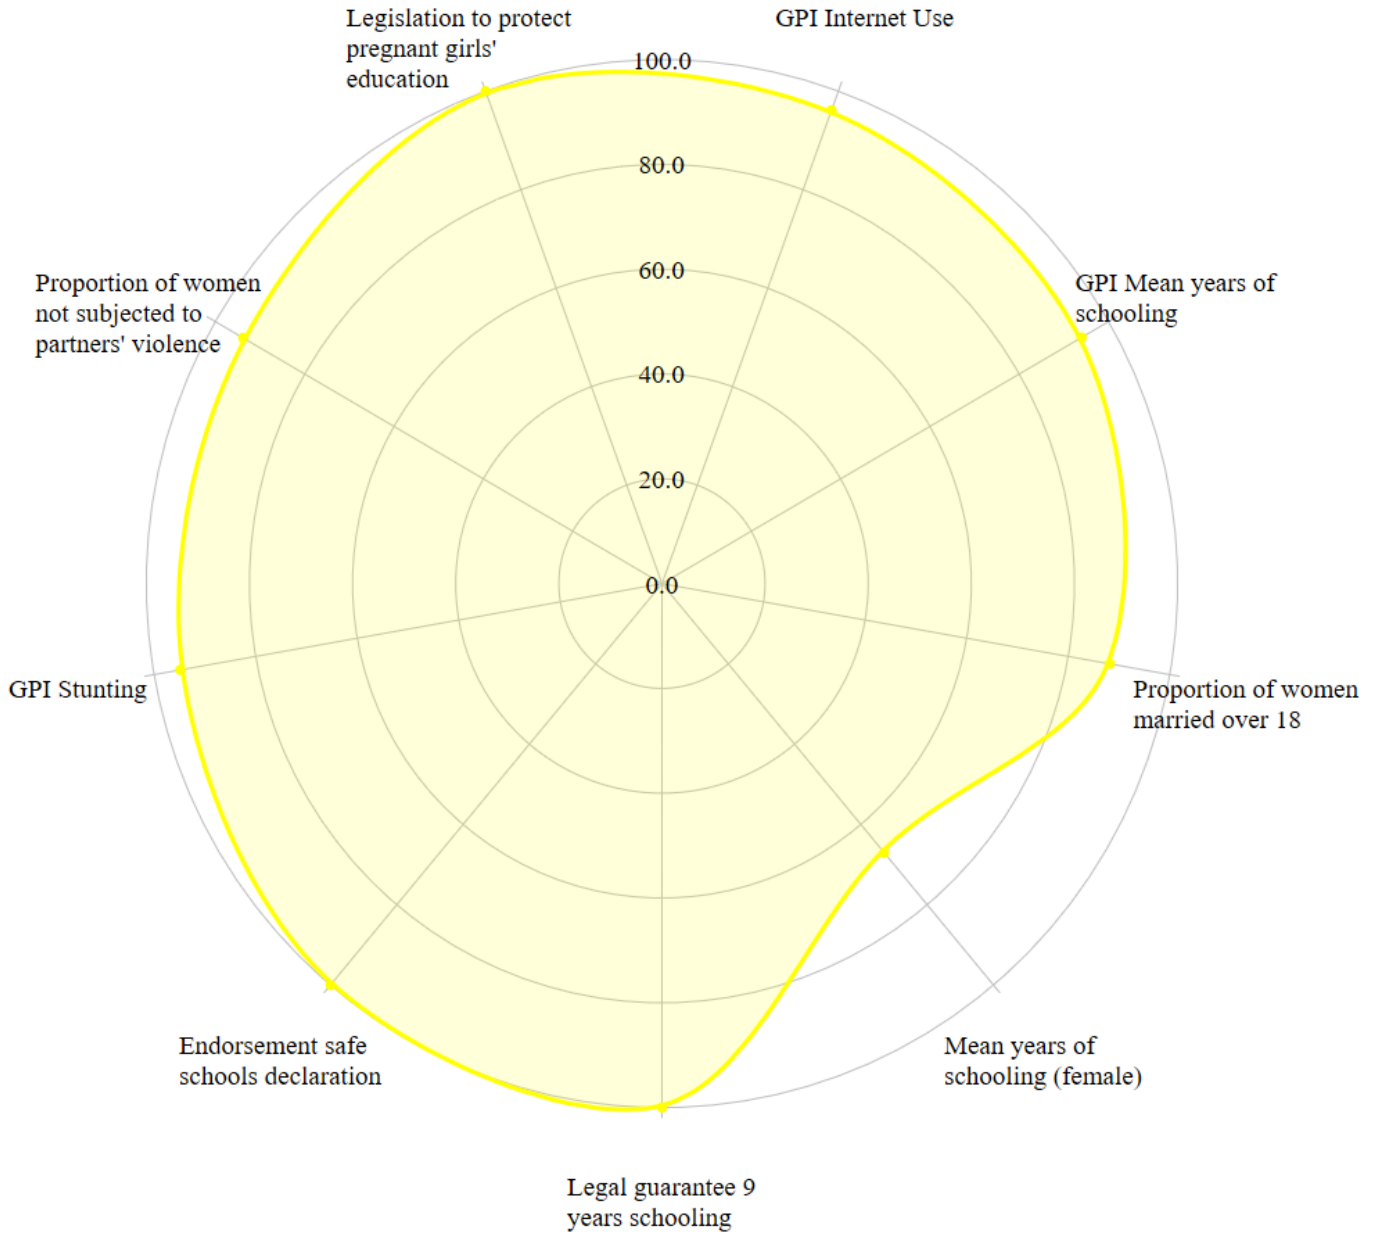 Legislation to protect
pregnant girls'
education
GPI Internet Use
100.0
80.0
60.0
40.0
20.0
0.0
Proportion of women
not subjected to
partners' violence
GPI Mean years of
schooling
GPI Stunting
Proportion of women
married over 18
Endorsement safe
schools declaration
Mean years of
schooling (female)
Legal guarantee 9
years schooling